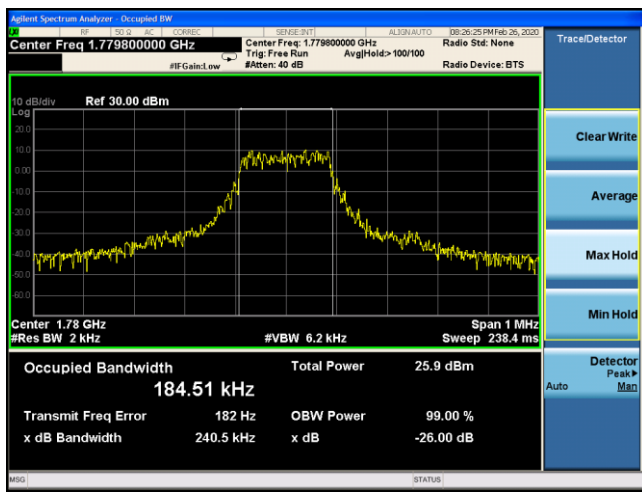 Agilent Spectrum Analyzer - Occupied BW
RF 50 Ω AC CORREC SENSE:INT ALIGN AUTO 08:26:25 PM Feb 26, 2020
Center Freq 1.779800000 GHz
Center Freq: 1.779800000 GHz
Radio Std: None
Trig: Free Run Avg|Hold:> 100/100
#IFGain:Low #Atten: 40 dB Radio Device: BTS
Trace/Detector
10 dB/div Ref 30.00 dBm
Log
20.0
10.0
0.00
-10.0
-20.0
-30.0
-40.0
-50.0
-60.0
Clear Write
Average
Max Hold
Min Hold
Detector
Peak▶
Auto Man
Center 1.78 GHz Span 1 MHz
#Res BW 2 kHz #VBW 6.2 kHz Sweep 238.4 ms
Occupied Bandwidth Total Power 25.9 dBm
184.51 kHz
Transmit Freq Error 182 Hz OBW Power 99.00 %
x dB Bandwidth 240.5 kHz x dB -26.00 dB
MSG STATUS